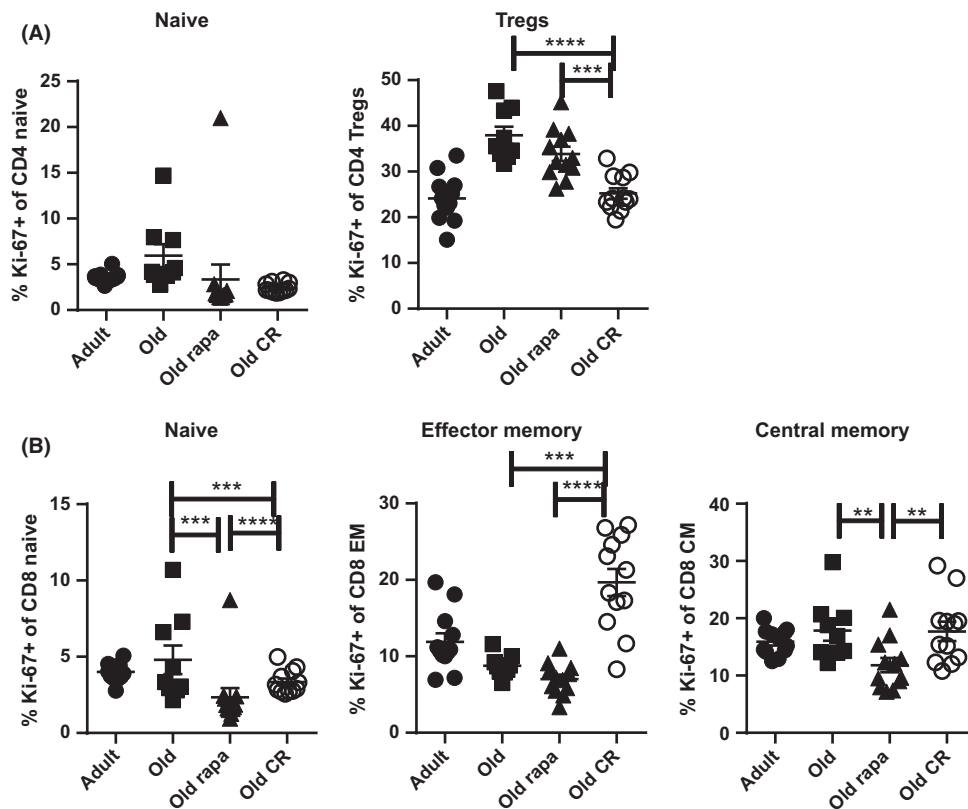 (A)
Naive
% Ki-67+ of CD4 naive
25
20
15
10
5
0
Adult
Old
Old rapa
Old CR
Tregs
****
***
% Ki-67+ of CD4 Tregs
50
40
30
20
10
0
Adult
Old
Old rapa
Old CR
(B)
Naive
***
***
****
% Ki-67+ of CD8 naive
15
10
5
0
Adult
Old
Old rapa
Old CR
Effector memory
***
****
% Ki-67+ of CD8 EM
30
20
10
0
Adult
Old
Old rapa
Old CR
Central memory
**
**
% Ki-67+ of CD8 CM
40
30
20
10
0
Adult
Old
Old rapa
Old CR